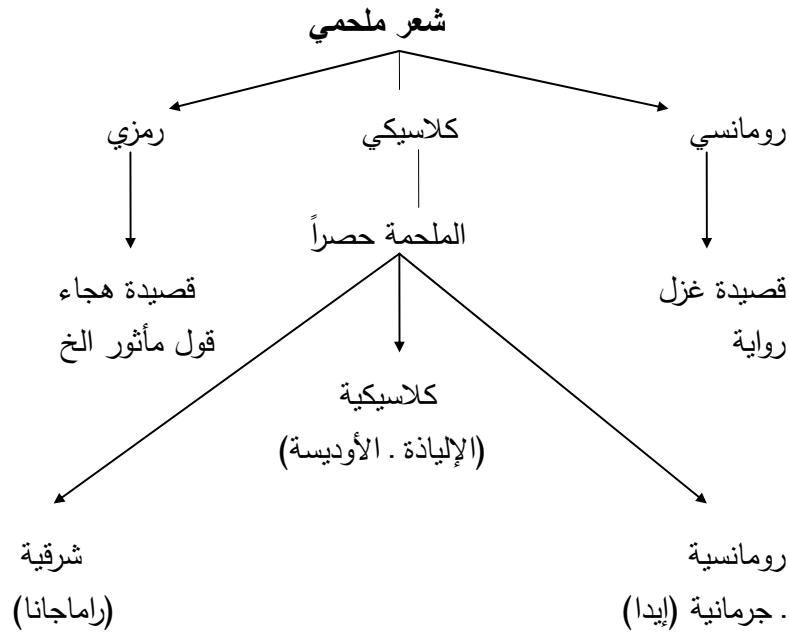 شعر ملحمي
رومانسي
كلاسيكي
رمزي
الملحمة حصراً
قصيدة غزل
رواية
قصيدة هجاء
قول مأثور الخ
كلاسيكية
(الإلياذة . الأوديسة)
رومانسية
. جرمانية (إيدا)
شرقية
(راماجانا)